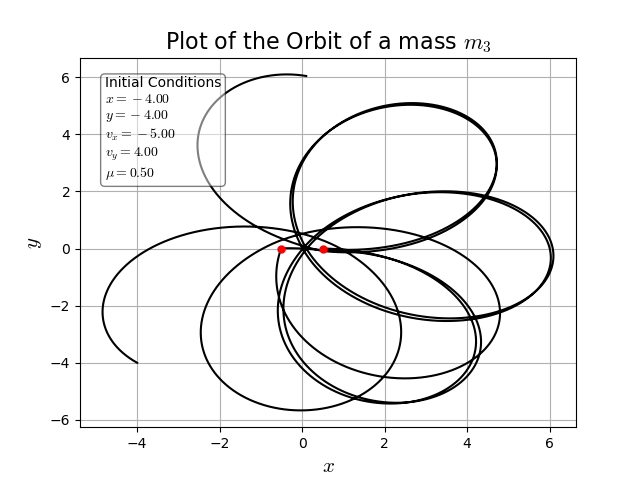 Plot of the Orbit of a mass m₃
Initial Conditions
x = −4.00
y = −4.00
vₓ = −5.00
v_y = 4.00
μ = 0.50
y
6
4
2
0
−2
−4
−6
−4 −2 0 2 4 6
x